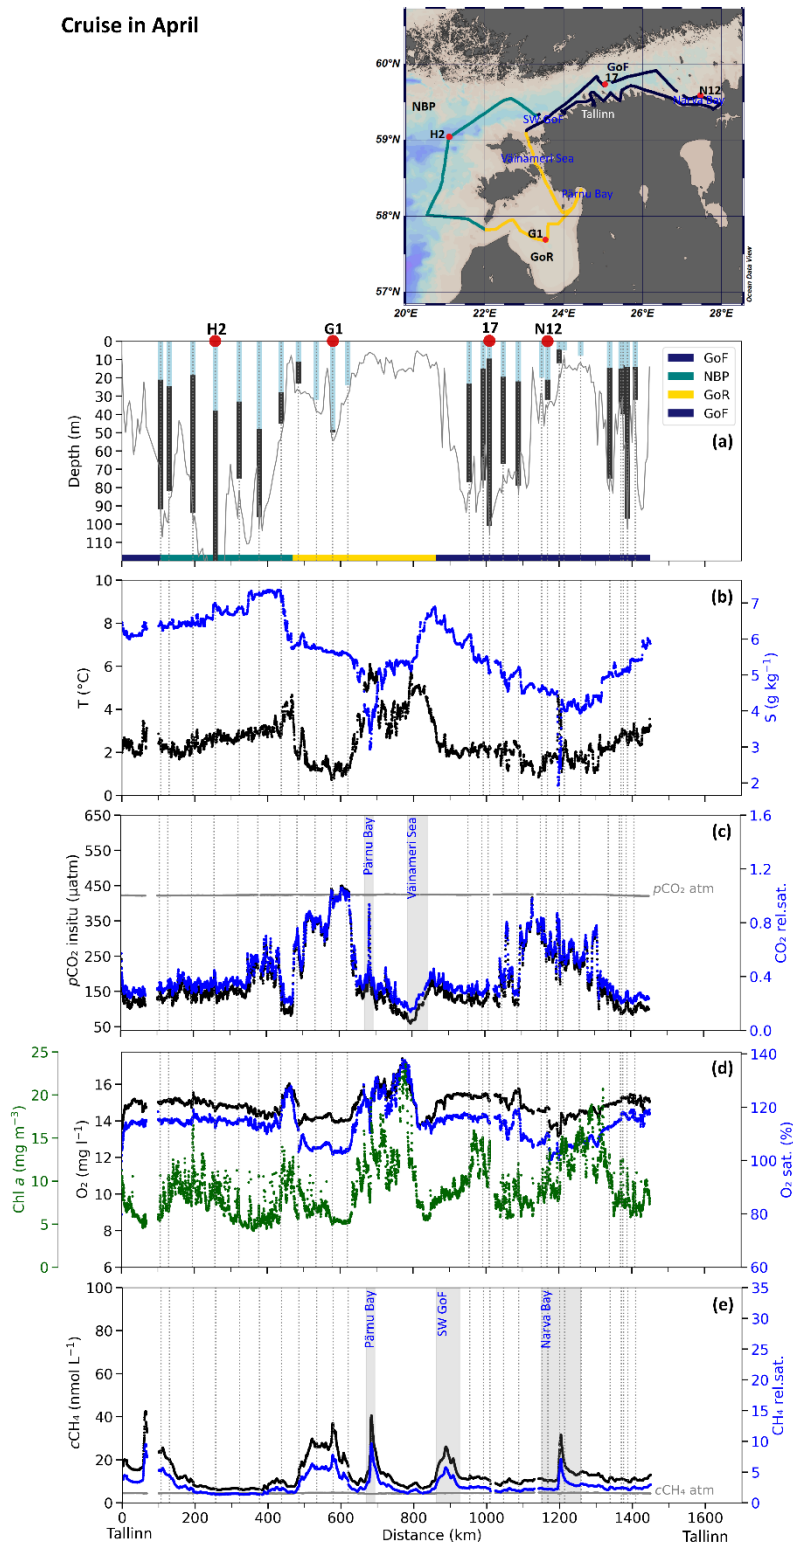 Cruise in April
60°N
59°N
58°N
57°N
20°E
22°E
24°E
26°E
28°E
NBP
H2
SW GoF
GoF
17
Tallinn
N12
Narva Bay
Väinameri Sea
Pärnu Bay
G1
GoR
Ocean Data View
H2
G1
17
N12
Depth (m)
0
10
20
30
40
50
60
70
80
90
100
110
GoF
NBP
GoR
GoF
(a)
T (°C)
10
8
6
4
2
0
(b)
7
6
5
4
3
2
S (g kg⁻¹)
pCO₂ insitu (µatm)
650
550
450
350
250
150
50
Pärnu Bay
Väinameri Sea
(c)
pCO₂ atm
1.6
1.2
0.8
0.4
0.0
CO₂ rel.sat.
Chl a (mg m⁻³)
25
20
15
10
5
0
O₂ (mg l⁻¹)
16
14
12
10
8
6
(d)
140
120
100
80
60
O₂ sat. (%)
cCH₄ (nmol L⁻¹)
100
80
60
40
20
0
Pärnu Bay
SW GoF
Narva Bay
(e)
cCH₄ atm
35
30
25
20
15
10
5
0
CH₄ rel.sat.
0
200
400
600
800
1000
1200
1400
1600
Tallinn
Distance (km)
Tallinn